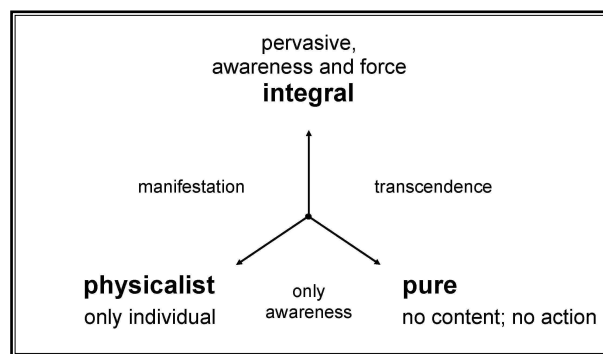 pervasive,
awareness and force
integral
manifestation
transcendence
physicalist
only individual
only
awareness
pure
no content; no action